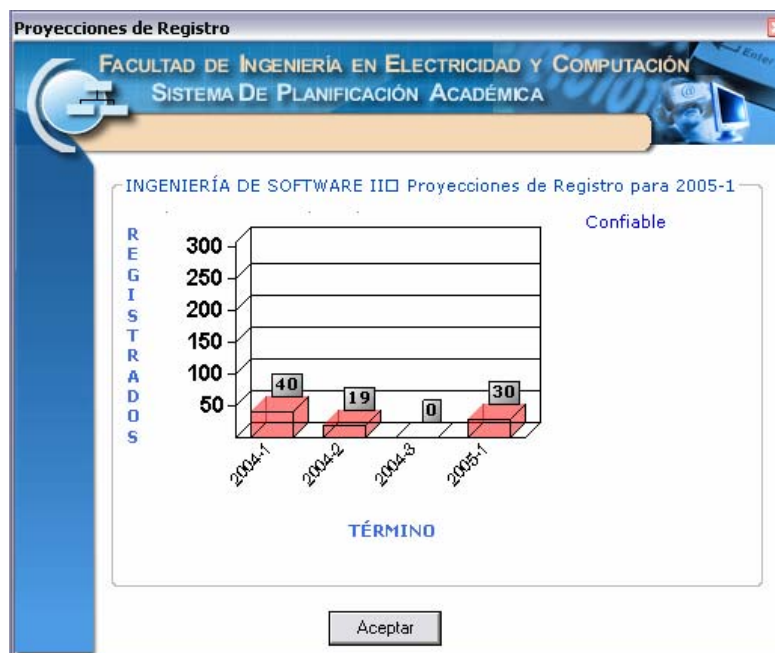 Proyecciones de Registro
FACULTAD DE INGENIERÍA EN ELECTRICIDAD Y COMPUTACIÓN
SISTEMA DE PLANIFICACIÓN ACADÉMICA
Enter
@
INGENIERÍA DE SOFTWARE II□ Proyecciones de Registro para 2005-1
Confiable
REGISTRADOS
300
250
200
150
100
50
40
19
0
30
2004-1
2004-2
2004-3
2005-1
TÉRMINO
Aceptar